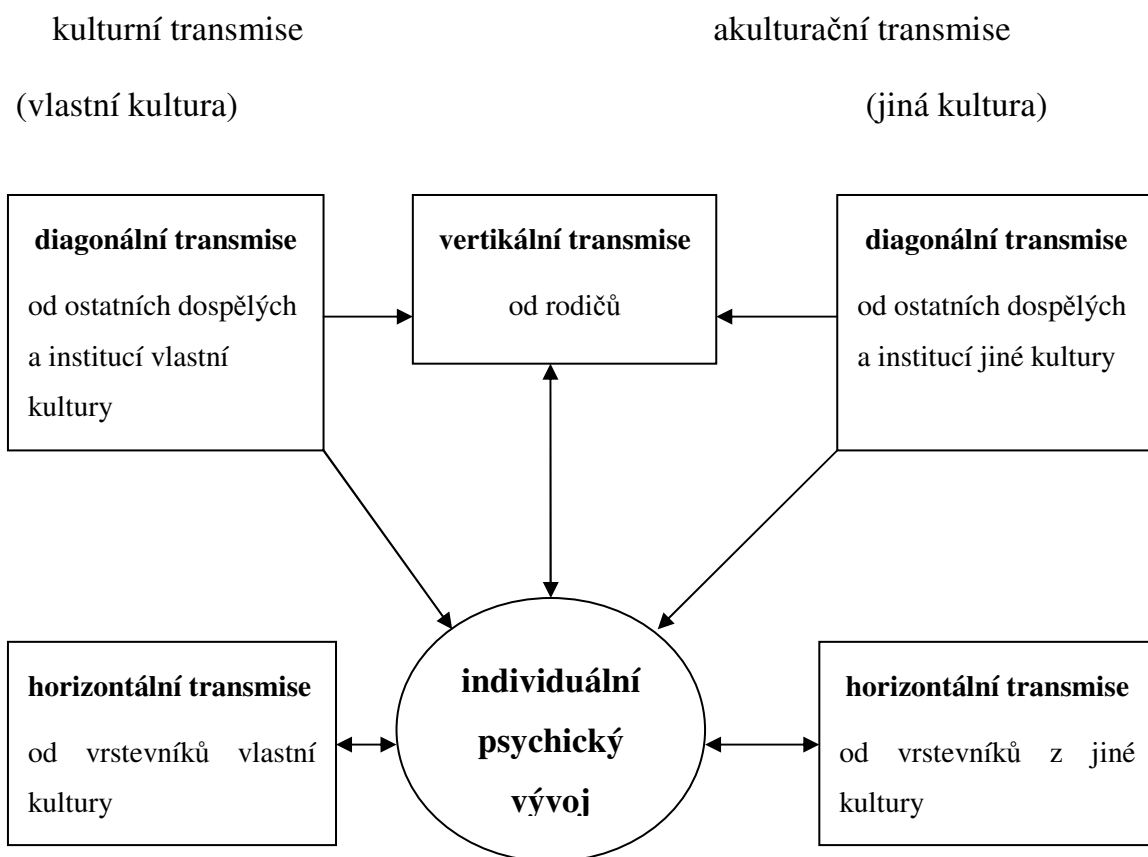 kulturní transmise
akulturační transmise
(vlastní kultura)
(jiná kultura)
diagonální transmise
od ostatních dospělých
a institucí vlastní
kultury
vertikální transmise
od rodičů
diagonální transmise
od ostatních dospělých
a institucí jiné kultury
horizontální transmise
od vrstevníků vlastní
kultury
individuální
psychický
vývoj
horizontální transmise
od vrstevníků z jiné
kultury